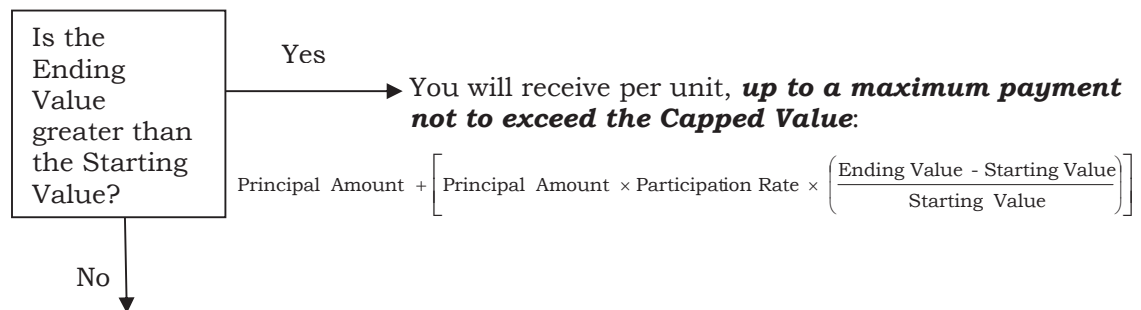 Is the
Ending
Value
greater than
the Starting
Value?
Yes
You will receive per unit, up to a maximum payment
not to exceed the Capped Value:
Principal Amount + [Principal Amount × Participation Rate × (Ending Value - Starting Value / Starting Value)]
No